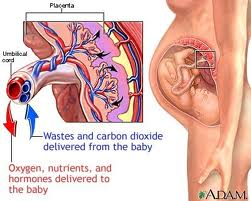 Placenta
Umbilical
cord
Wastes and carbon dioxide
delivered from the baby
Oxygen, nutrients, and
hormones delivered to
the baby
ADAM